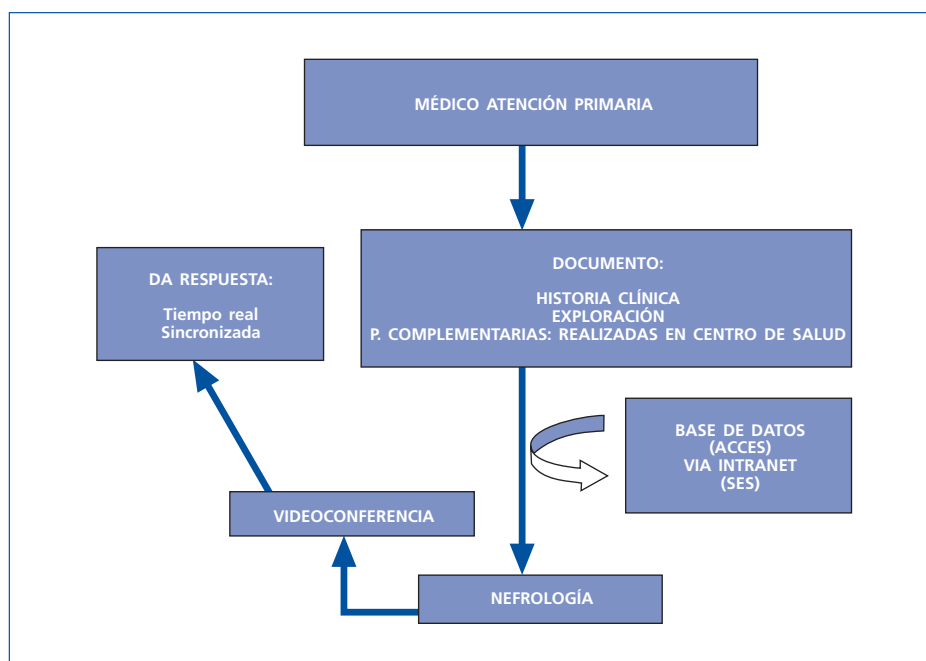 MÉDICO ATENCIÓN PRIMARIA
DOCUMENTO:
HISTORIA CLÍNICA
EXPLORACIÓN
P. COMPLEMENTARIAS: REALIZADAS EN CENTRO DE SALUD
DA RESPUESTA:
Tiempo real
Sincronizada
BASE DE DATOS
(ACCES)
VIA INTRANET
(SES)
VIDEOCONFERENCIA
NEFROLOGÍA